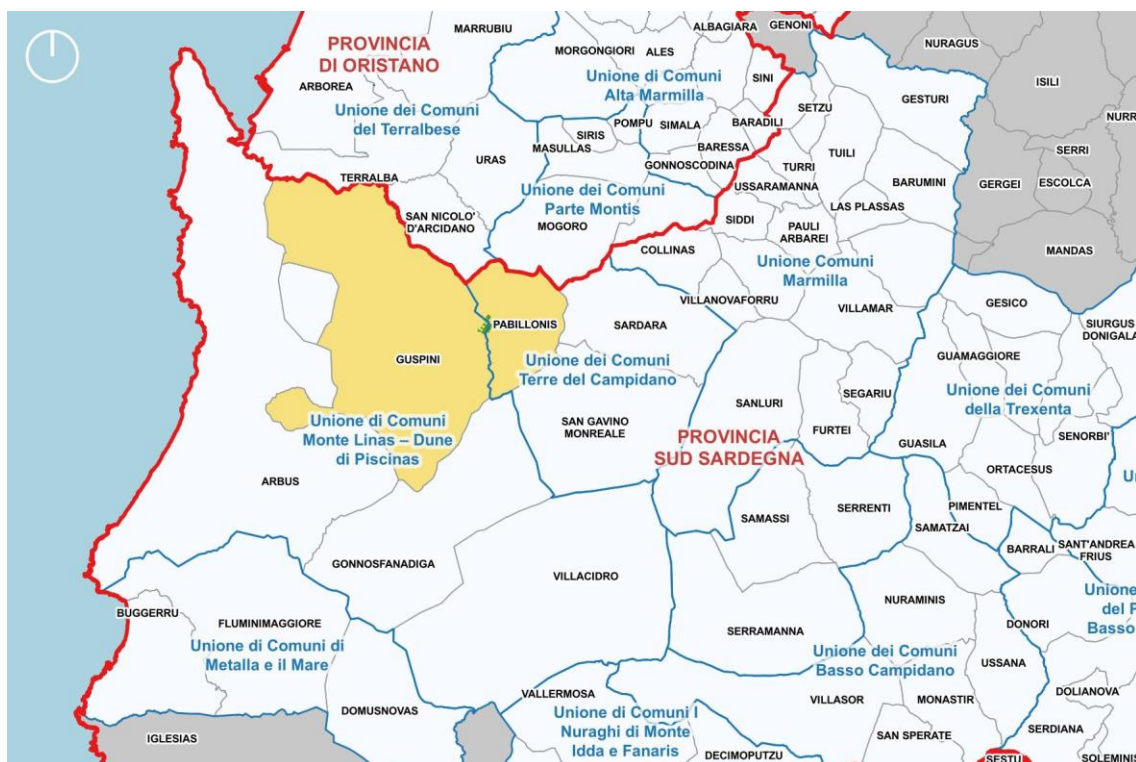 MARRUBIU
ALBAGIARA
GENONI
NURAGUS
PROVINCIA
DI ORISTANO
MORGONGIORI
ALES
ISILI
ARBOREA
Unione di Comuni
Alta Marmilla
SINI
GESTURI
Unione dei Comuni
del Terralbese
SETZU
NURR
POMPU
SIMALA
BARADILI
SIRIS
MASULLAS
URAS
BARESSA
TUILI
SERRI
GONNOSCODINA
TURRI
TERRALBA
USSARAMANNA
BARUMINI
GERGEI
ESCOLCA
Unione dei Comuni
Parte Montis
LAS PLASSAS
SAN NICOLO'
D'ARCIDANO
MOGORO
SIDDI
PAULI
ARBAREI
COLLINAS
MANDAS
Unione Comuni
Marmilla
VILLANOVAFORRU
VILLAMAR
GESICO
PABILLONIS
SARDARA
SIURGUS
DONIGALA
GUSPINI
Unione dei Comuni
Terre del Campidano
GUAMAGGIORE
Unione dei Comuni
della Trexenta
SANLURI
SEGARIU
Unione di Comuni
Monte Linas – Dune
di Piscinas
SAN GAVINO
MONREALE
FURTEI
GUASILA
SENORBI'
PROVINCIA
SUD SARDEGNA
ORTACESUS
ARBUS
Un
SAMASSI
SERRENTI
PIMENTEL
SAMATZAI
BARRALI
SANT'ANDREA
FRIUS
GONNOSFANADIGA
VILLACIDRO
BUGGERRU
FLUMINIMAGGIORE
NURAMINIS
Unione
del P
Basso
DONORI
SERRAMANNA
Unione di Comuni di
Metalla e il Mare
Unione dei Comuni
Basso Campidano
USSANA
VALLERMOSA
VILLASOR
MONASTIR
DOLIANOVA
DOMUSNOVAS
Unione di Comuni I
Nuraghi di Monte
Idda e Fanaris
SERDIANA
IGLESIAS
SAN SPERATE
DECIMOPUTZU
SESTU
SOLEMINIS